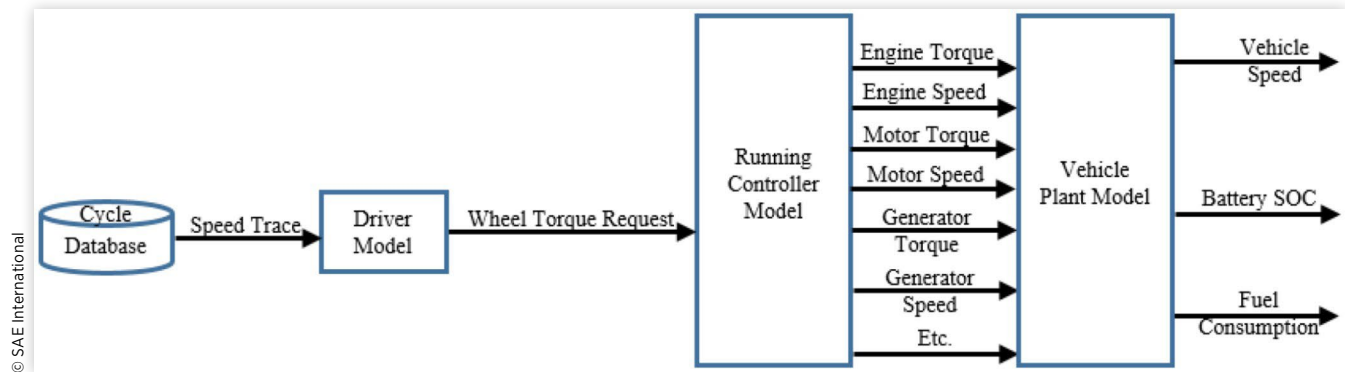 © SAE International
Cycle
Database
Speed Trace
Driver
Model
Wheel Torque Request
Running
Controller
Model
Engine Torque
Engine Speed
Motor Torque
Motor Speed
Generator
Torque
Generator
Speed
Etc.
Vehicle
Plant Model
Vehicle
Speed
Battery SOC
Fuel
Consumption